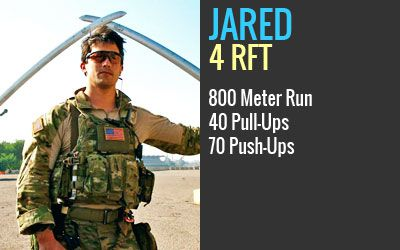 JARED
4 RFT
800 Meter Run
40 Pull-Ups
70 Push-Ups